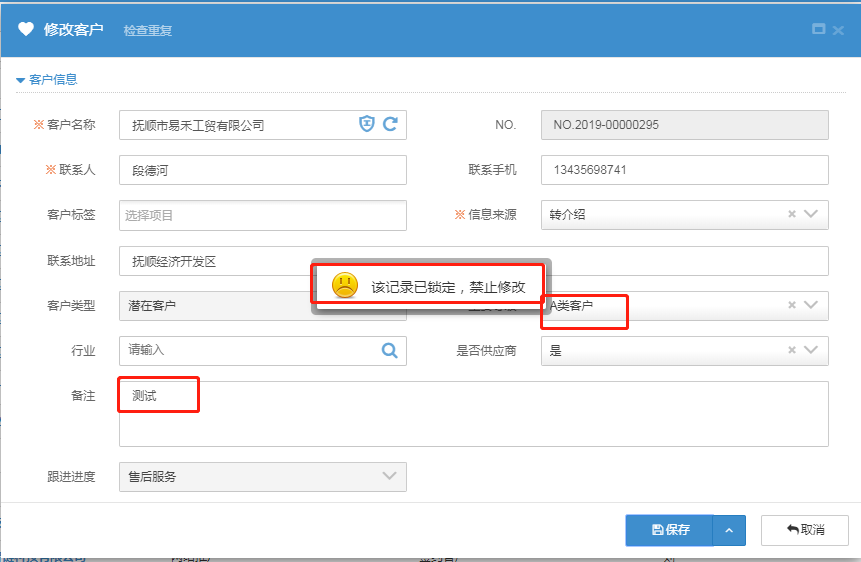 修改客户 检查重复
客户信息
※ 客户名称 抚顺市易禾工贸有限公司 NO. NO.2019-00000295
※ 联系人 段德河 联系手机 13435698741
客户标签 选择项目 ※ 信息来源 转介绍
联系地址 抚顺经济开发区
该记录已锁定，禁止修改
客户类型 潜在客户 A类客户
行业 请输入 是否供应商 是
备注 测试
跟进进度 售后服务
保存 取消